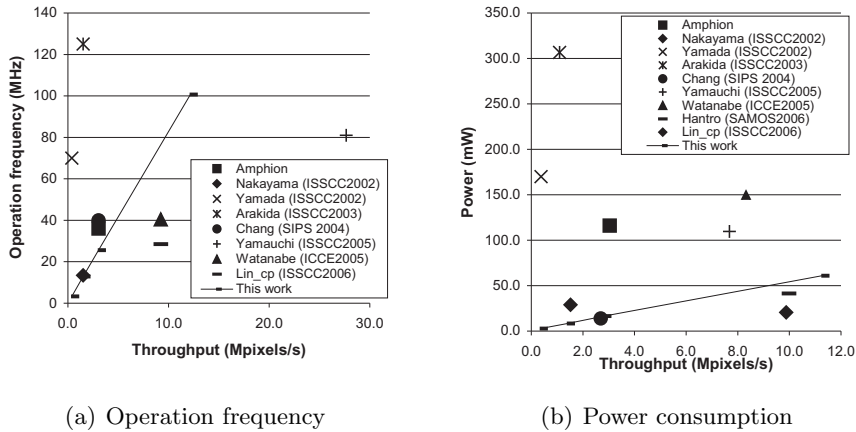 140
120
100
80
60
40
20
0
Operation frequency (MHz)
0.0 10.0 20.0 30.0
Throughput (Mpixels/s)
Amphion
Nakayama (ISSCC2002)
Yamada (ISSCC2002)
Arakida (ISSCC2003)
Chang (SIPS 2004)
Yamauchi (ISSCC2005)
Watanabe (ICCE2005)
Lin_cp (ISSCC2006)
This work
(a) Operation frequency
350.0
300.0
250.0
200.0
150.0
100.0
50.0
0.0
Power (mW)
0.0 2.0 4.0 6.0 8.0 10.0 12.0
Throughput (Mpixels/s)
Amphion
Nakayama (ISSCC2002)
Yamada (ISSCC2002)
Arakida (ISSCC2003)
Chang (SIPS 2004)
Yamauchi (ISSCC2005)
Watanabe (ICCE2005)
Hantro (SAMOS2006)
Lin_cp (ISSCC2006)
This work
(b) Power consumption